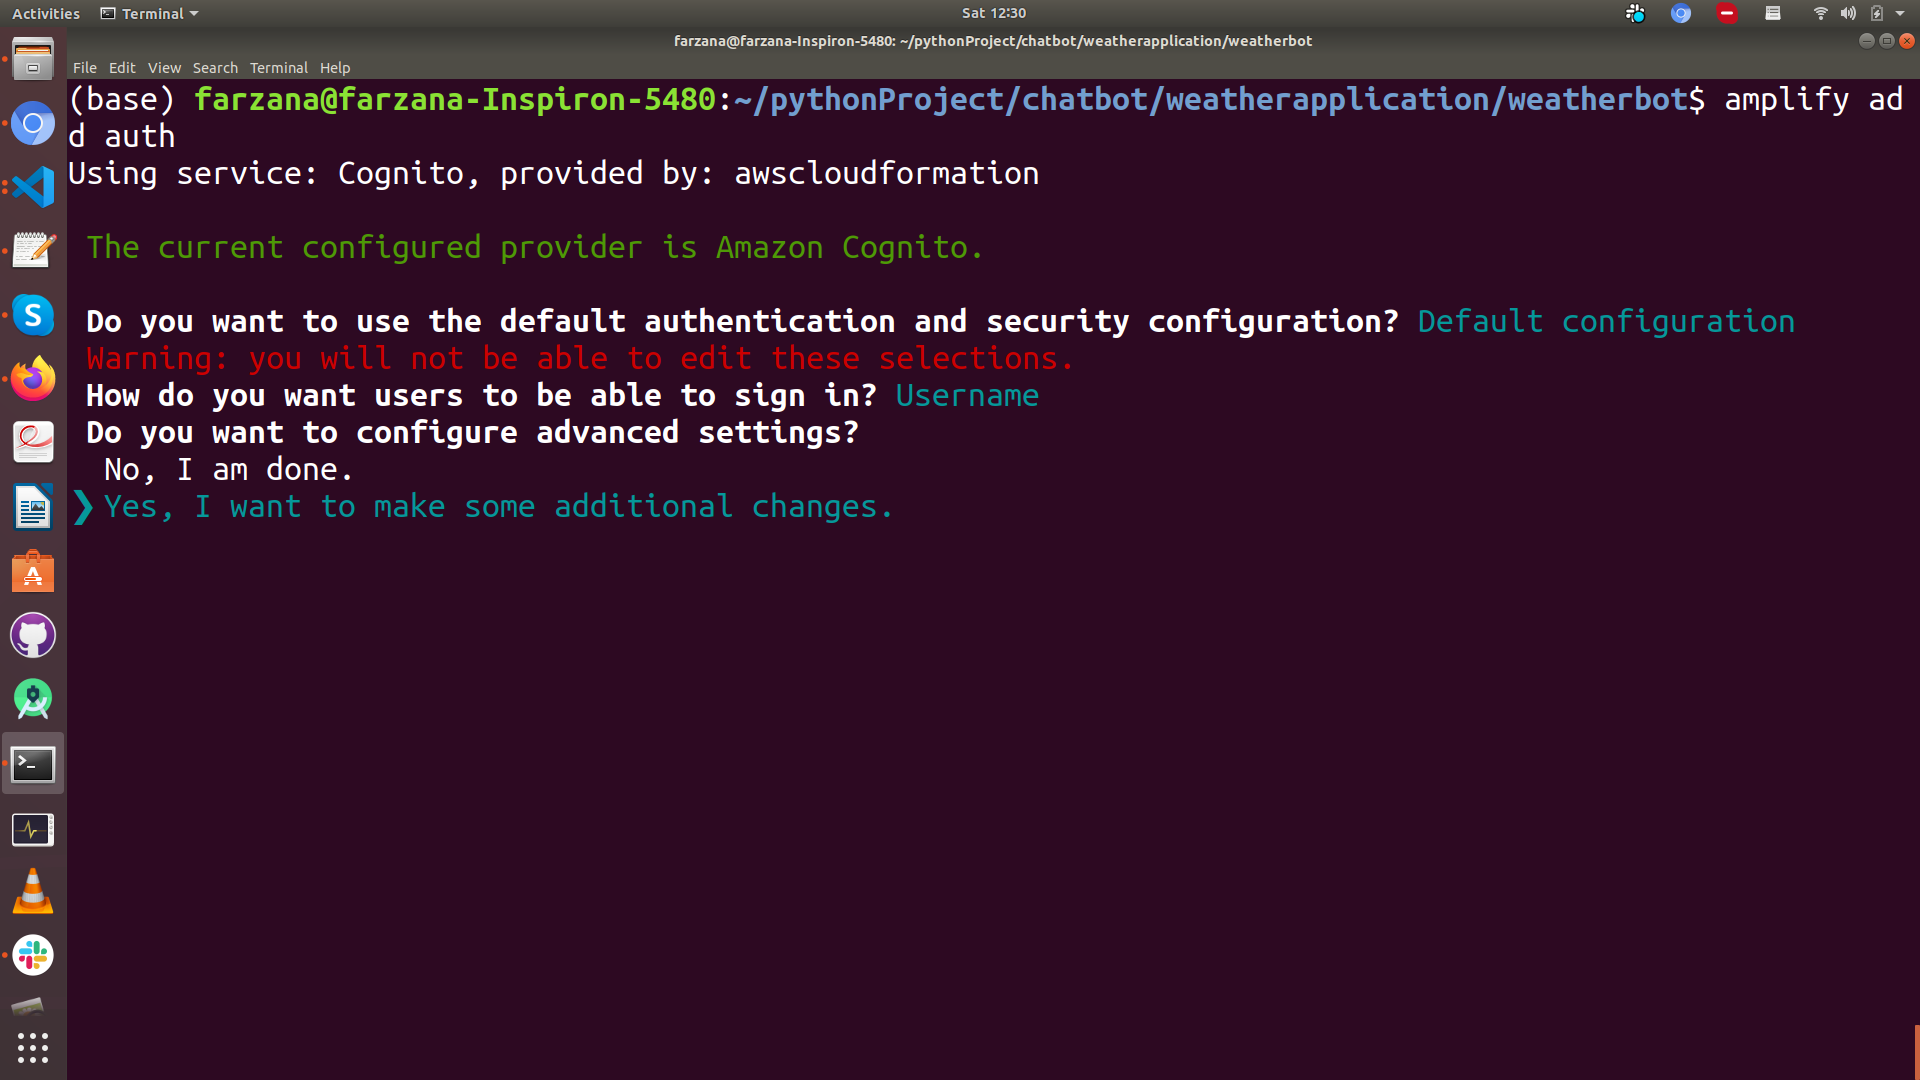 Activities Terminal Sat 12:30
farzana@farzana-Inspiron-5480: ~/pythonProject/chatbot/weatherapplication/weatherbot
File Edit View Search Terminal Help
(base) farzana@farzana-Inspiron-5480:~/pythonProject/chatbot/weatherapplication/weatherbot$ amplify ad
d auth
Using service: Cognito, provided by: awscloudformation
The current configured provider is Amazon Cognito.
Do you want to use the default authentication and security configuration? Default configuration
Warning: you will not be able to edit these selections.
How do you want users to be able to sign in? Username
Do you want to configure advanced settings?
No, I am done.
❯ Yes, I want to make some additional changes.